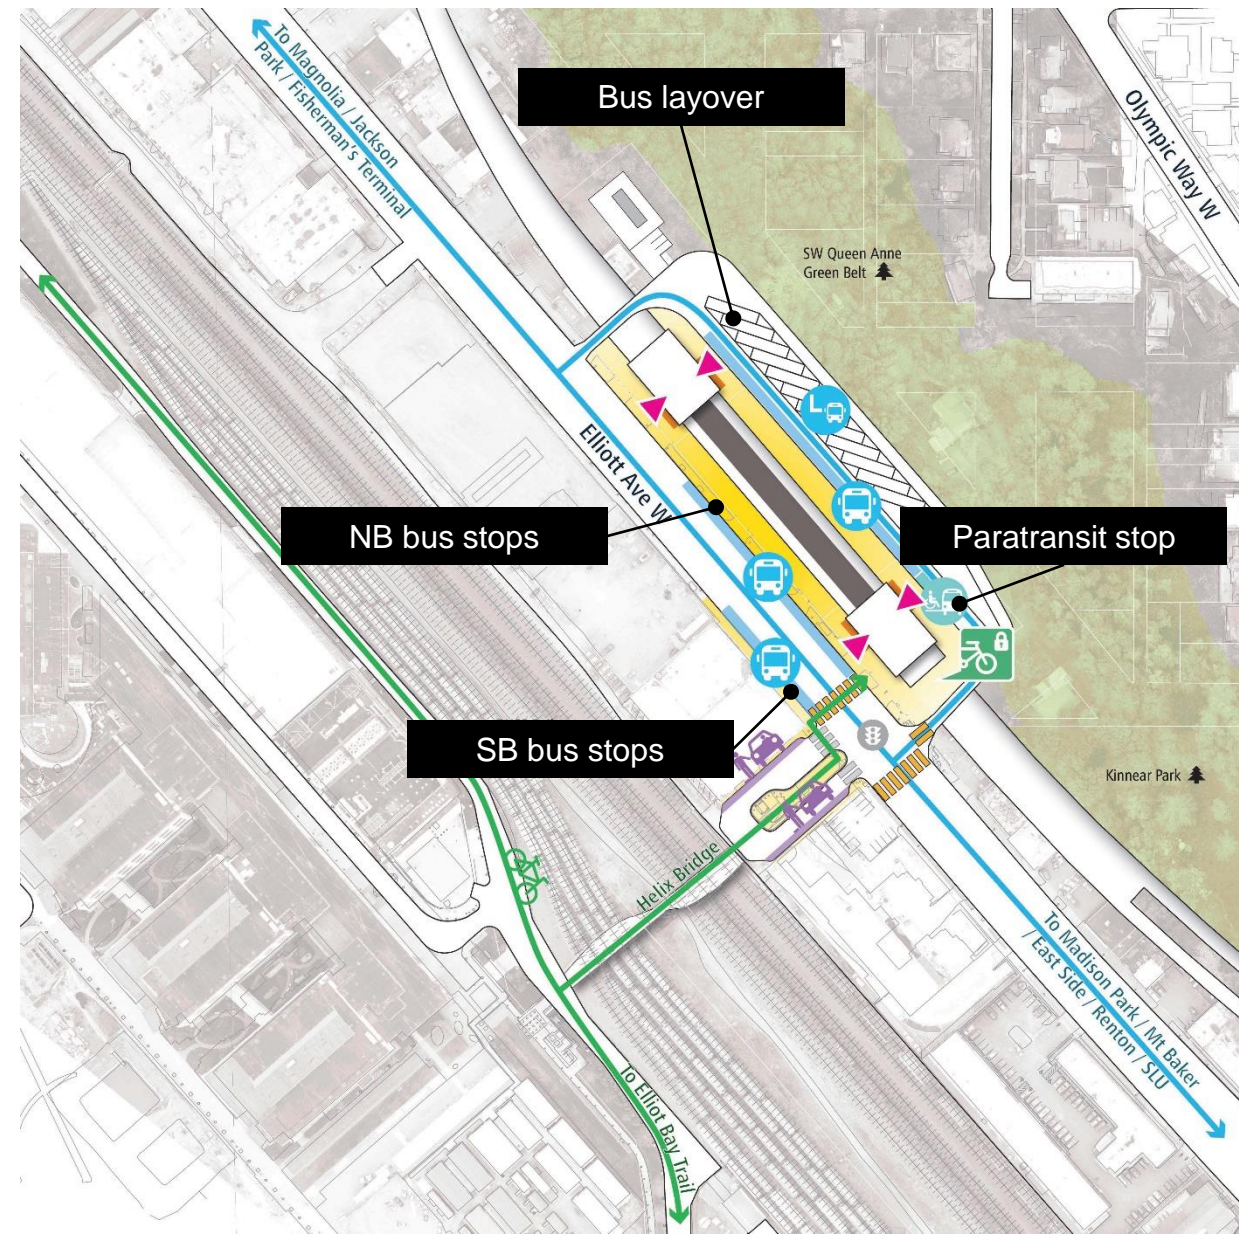 To Magnolia / Jackson
Park / Fisherman's Terminal
Bus layover
Olympic Way W
SW Queen Anne
Green Belt
L
Elliott Ave W
NB bus stops
Paratransit stop
SB bus stops
Kinnear Park
Helix Bridge
To Madison Park / Mt Baker
/ East Side / Renton / SLU
To Elliot Bay Trail